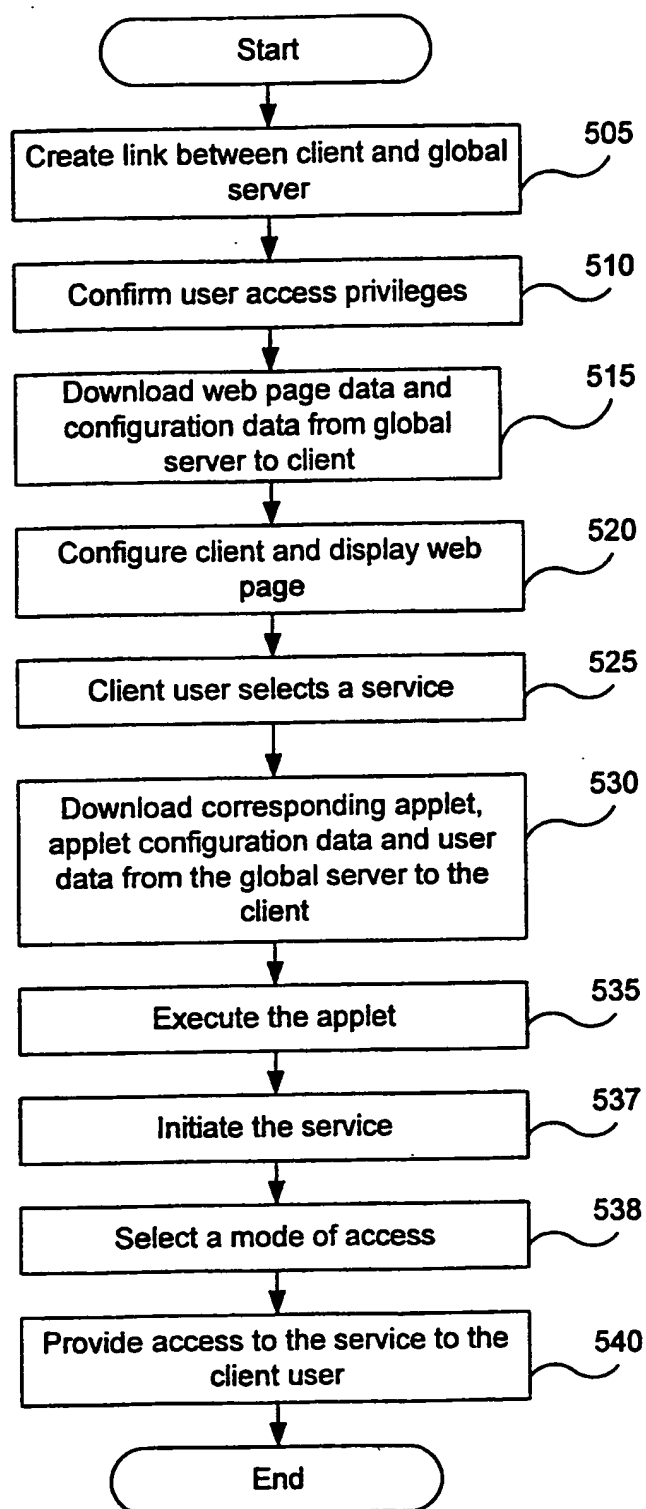 Start
Create link between client and global
server
505
Confirm user access privileges
510
Download web page data and
configuration data from global
server to client
515
Configure client and display web
page
520
Client user selects a service
525
Download corresponding applet,
applet configuration data and user
data from the global server to the
client
530
Execute the applet
535
Initiate the service
537
Select a mode of access
538
Provide access to the service to the
client user
540
End